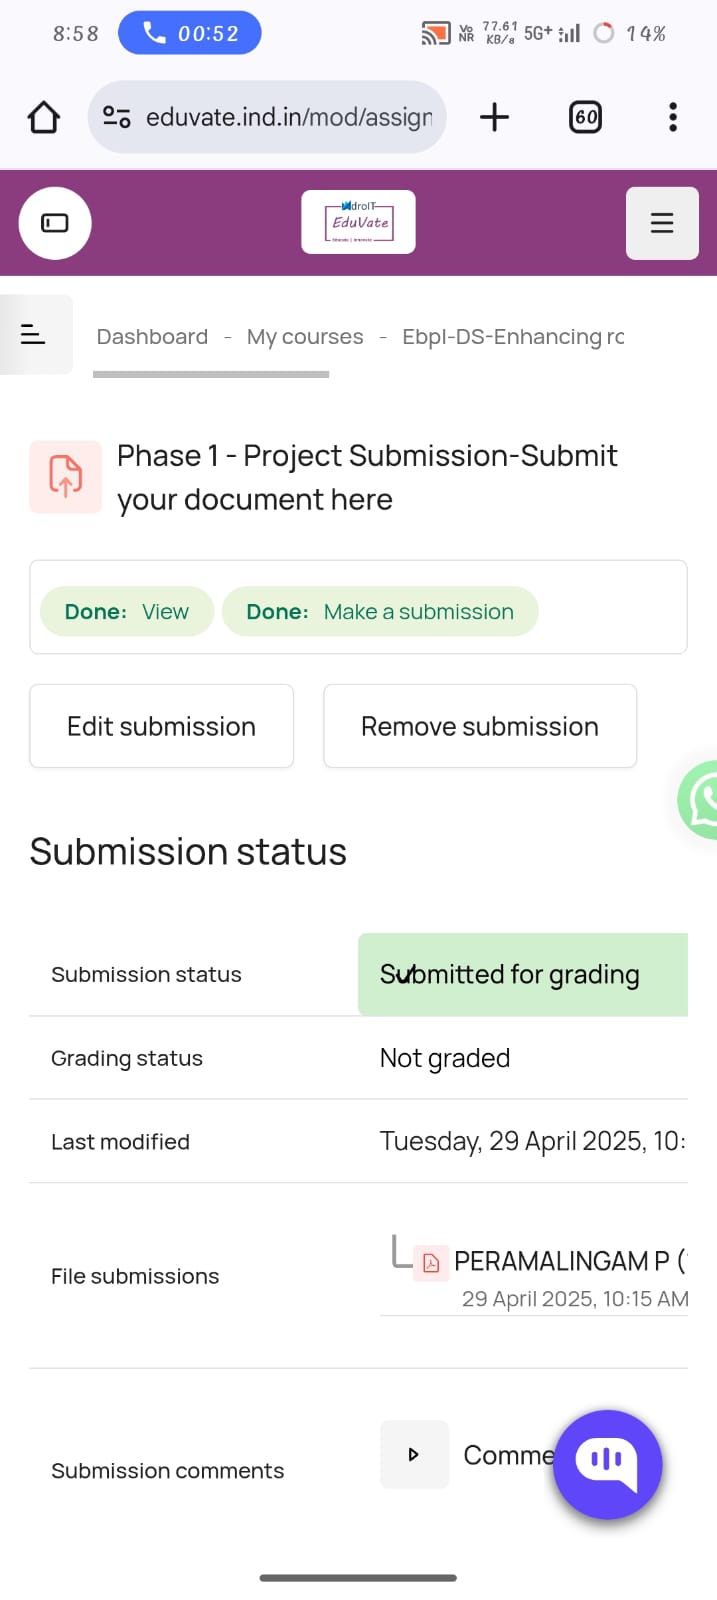 8:58
00:52
Vo NR
77.61 KB/s
5G+
14%
eduvate.ind.in/mod/assign
60
droIT
EduVate
Dashboard - My courses - Ebpl-DS-Enhancing ro
Phase 1 - Project Submission-Submit
your document here
Done: View
Done: Make a submission
Edit submission
Remove submission
Submission status
Submission status
Submitted for grading
Grading status
Not graded
Last modified
Tuesday, 29 April 2025, 10:
File submissions
PERAMALINGAM P (
29 April 2025, 10:15 AM
Submission comments
Comme